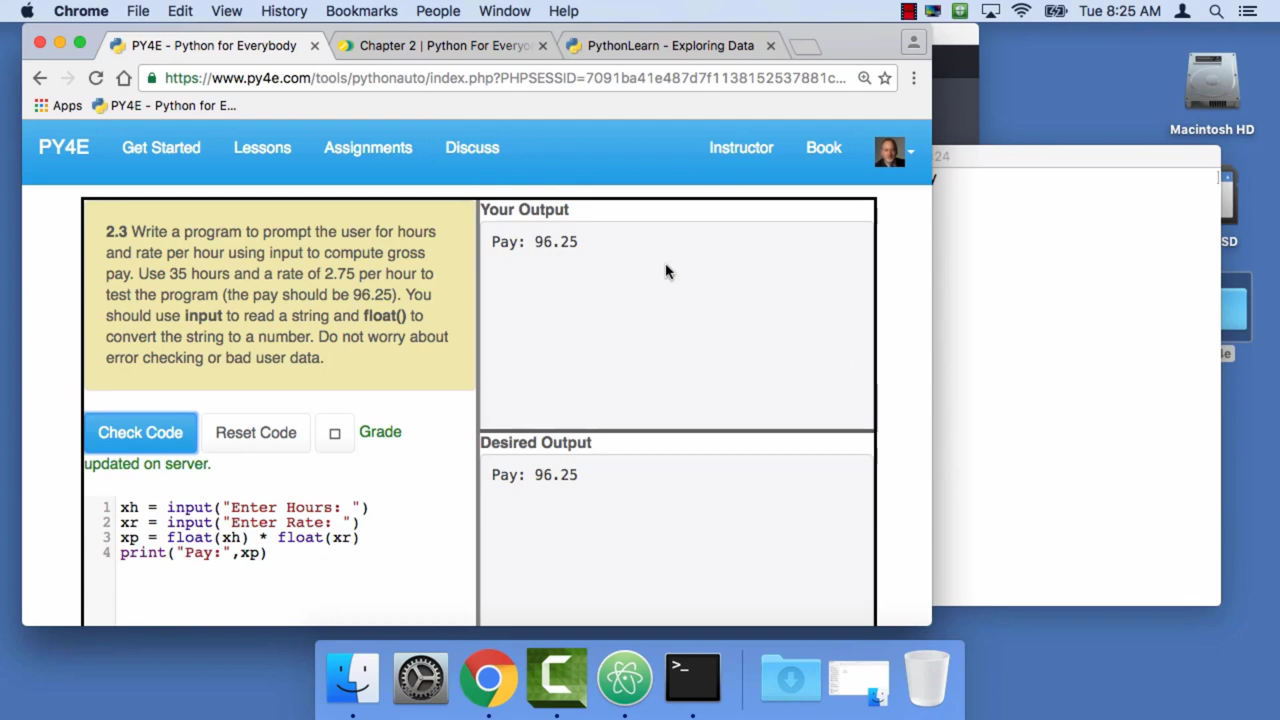 Chrome File Edit View History Bookmarks People Window Help Tue 8:25 AM
PY4E - Python for Everybody Chapter 2 | Python For Everyo PythonLearn - Exploring Data
https://www.py4e.com/tools/pythonauto/index.php?PHPSESSID=7091ba41e487d7f1138152537881c...
Apps PY4E - Python for E...
PY4E Get Started Lessons Assignments Discuss Instructor Book
Macintosh HD
24
SD
2.3 Write a program to prompt the user for hours
and rate per hour using input to compute gross
pay. Use 35 hours and a rate of 2.75 per hour to
test the program (the pay should be 96.25). You
should use input to read a string and float() to
convert the string to a number. Do not worry about
error checking or bad user data.
Check Code Reset Code Grade
updated on server.
1 xh = input("Enter Hours: ")
2 xr = input("Enter Rate: ")
3 xp = float(xh) * float(xr)
4 print("Pay:",xp)
Your Output
Pay: 96.25
Desired Output
Pay: 96.25
4e